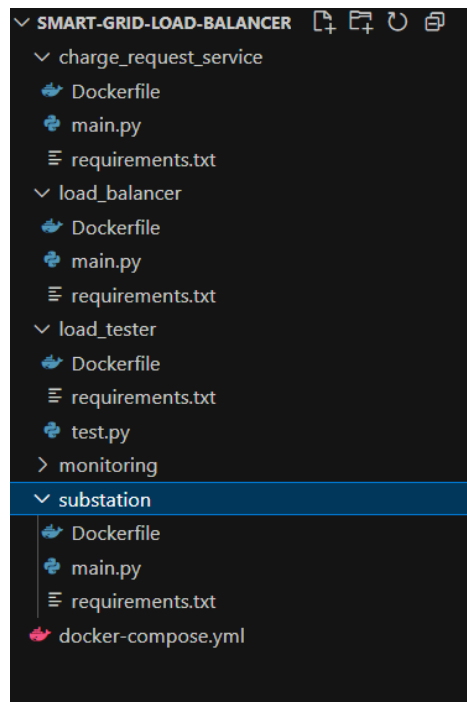 SMART-GRID-LOAD-BALANCER
charge_request_service
Dockerfile
main.py
requirements.txt
load_balancer
Dockerfile
main.py
requirements.txt
load_tester
Dockerfile
requirements.txt
test.py
monitoring
substation
Dockerfile
main.py
requirements.txt
docker-compose.yml